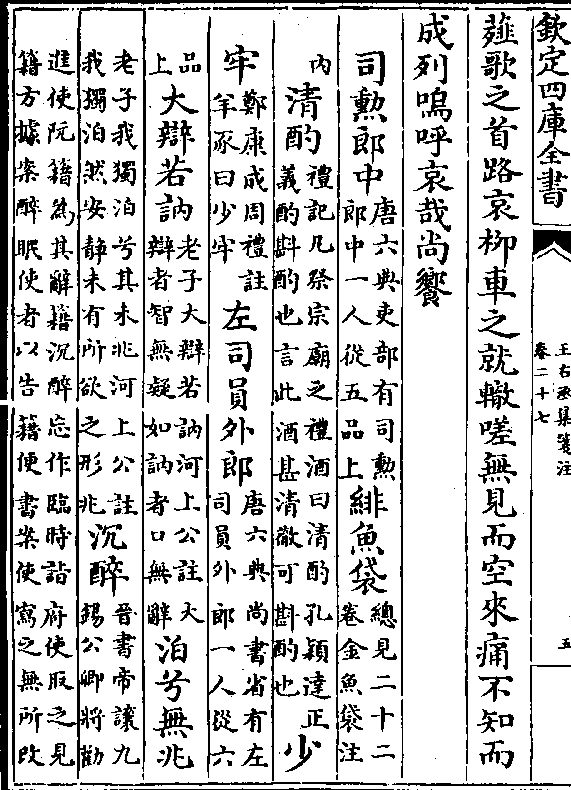 欽定四庫全書
王右丞集箋注
卷二十七
五
薤歌之首路哀柳車之就轍嗟無見而空來痛不知而
成列嗚呼哀哉尚饗
司勲郎中唐六典吏部有司勲郎中一人從五品上緋魚袋總見二十二卷金魚袋注
内清酌禮記凡祭宗廟之禮酒曰清酌孔穎達正義酌斟酌也言此酒甚清敬可斟酌也少
牢鄭康成周禮註羊豕曰少牢左司員外郎唐六典尚書省有左司員外郎一人從六
品上大辯若訥老子大辯若訥河上公註大辯者智無疑如訥者口無辭泊兮無兆
老子我獨泊兮其未兆河上公註我獨泊然安靜未有所欲之形兆沉醉晉書帝讓九錫公卿將勸
進使阮籍為其辭籍沉醉忘作臨時詣府使取之見籍方據案醉眠使者以告籍便書案使寫之無所改